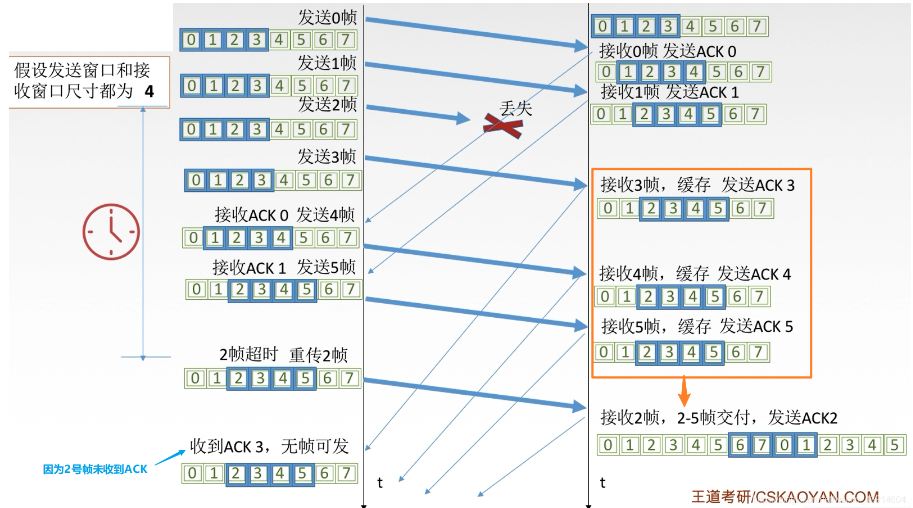 发送0帧
0 1 2 3 4 5 6 7
0 1 2 3 4 5 6 7
假设发送窗口和接
收窗口尺寸都为 4
接收0帧 发送ACK 0
发送1帧
0 1 2 3 4 5 6 7
0 1 2 3 4 5 6 7
接收1帧 发送ACK 1
发送2帧
丢失
0 1 2 3 4 5 6 7
0 1 2 3 4 5 6 7
发送3帧
0 1 2 3 4 5 6 7
接收3帧，缓存 发送ACK 3
0 1 2 3 4 5 6 7
接收ACK 0 发送4帧
0 1 2 3 4 5 6 7
接收ACK 1 发送5帧
0 1 2 3 4 5 6 7
接收4帧，缓存 发送ACK 4
0 1 2 3 4 5 6 7
接收5帧，缓存 发送ACK 5
0 1 2 3 4 5 6 7
2帧超时 重传2帧
0 1 2 3 4 5 6 7
接收2帧，2-5帧交付，发送ACK2
0 1 2 3 4 5 6 7 0 1 2 3 4 5
收到ACK 3，无帧可发
因为2号帧未收到ACK
0 1 2 3 4 5 6 7
t
t
王道考研/CSKAOYAN.COM